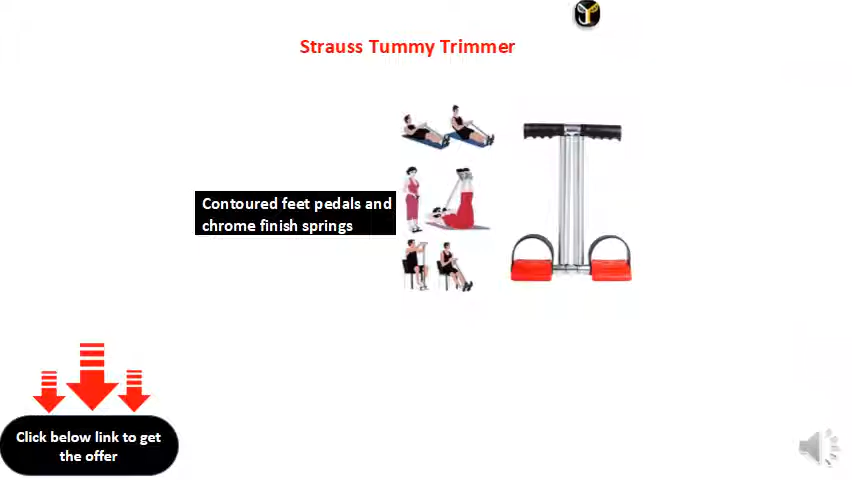 Strauss Tummy Trimmer
Contoured feet pedals and
chrome finish springs
Click below link to get
the offer